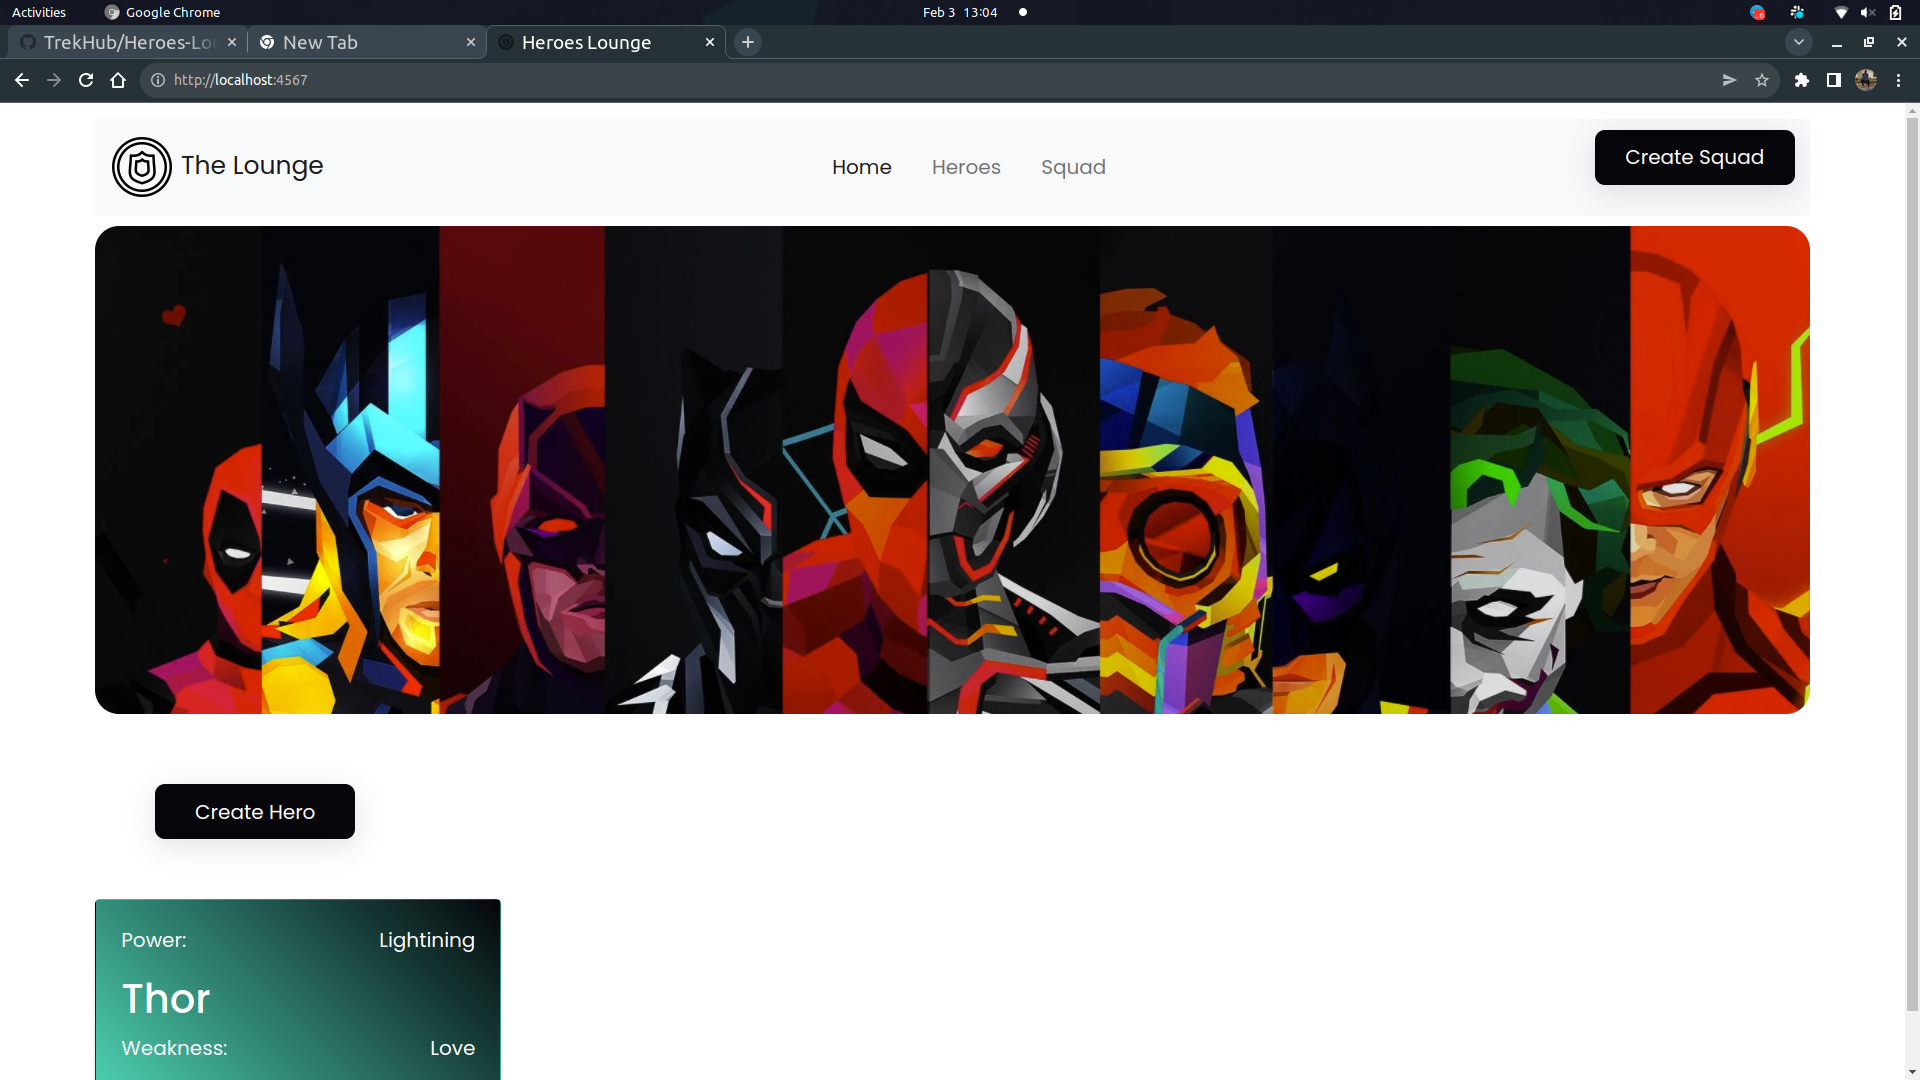 Activities
Google Chrome
Feb 3 13:04
TrekHub/Heroes-Lou
New Tab
Heroes Lounge
http://localhost:4567
The Lounge
Home
Heroes
Squad
Create Squad
Create Hero
Power:
Lightining
Thor
Weakness:
Love